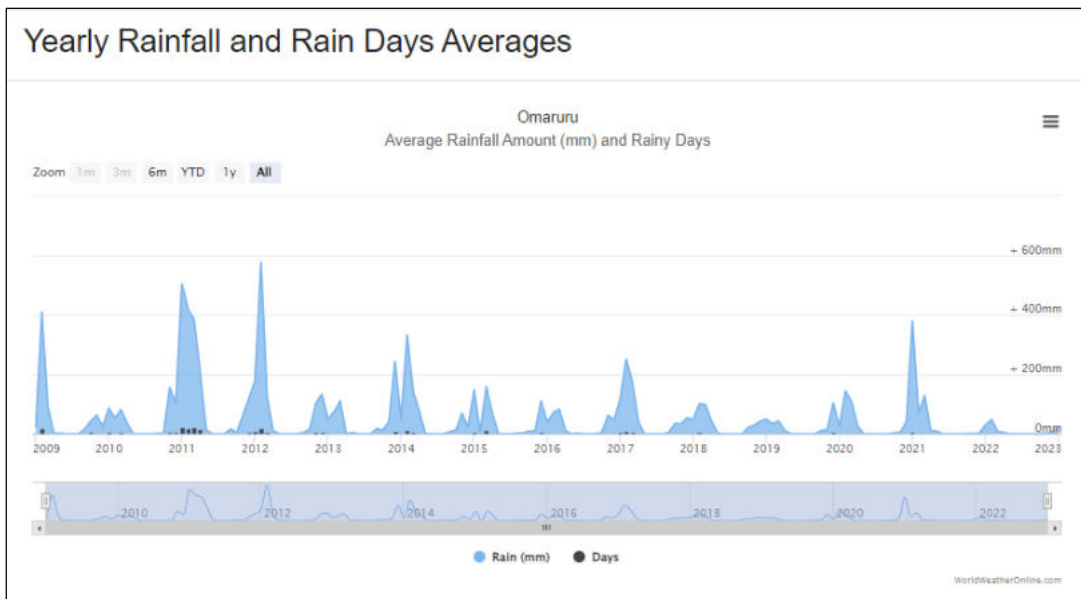 Yearly Rainfall and Rain Days Averages
Omaruru
Average Rainfall Amount (mm) and Rainy Days
Zoom 1m 3m 6m YTD 1y All
+ 600mm
+ 400mm
+ 200mm
0mm
2009 2010 2011 2012 2013 2014 2015 2016 2017 2018 2019 2020 2021 2022 2023
2010 2012 2014 2016 2018 2020 2022
Rain (mm) Days
WorldWeatherOnline.com